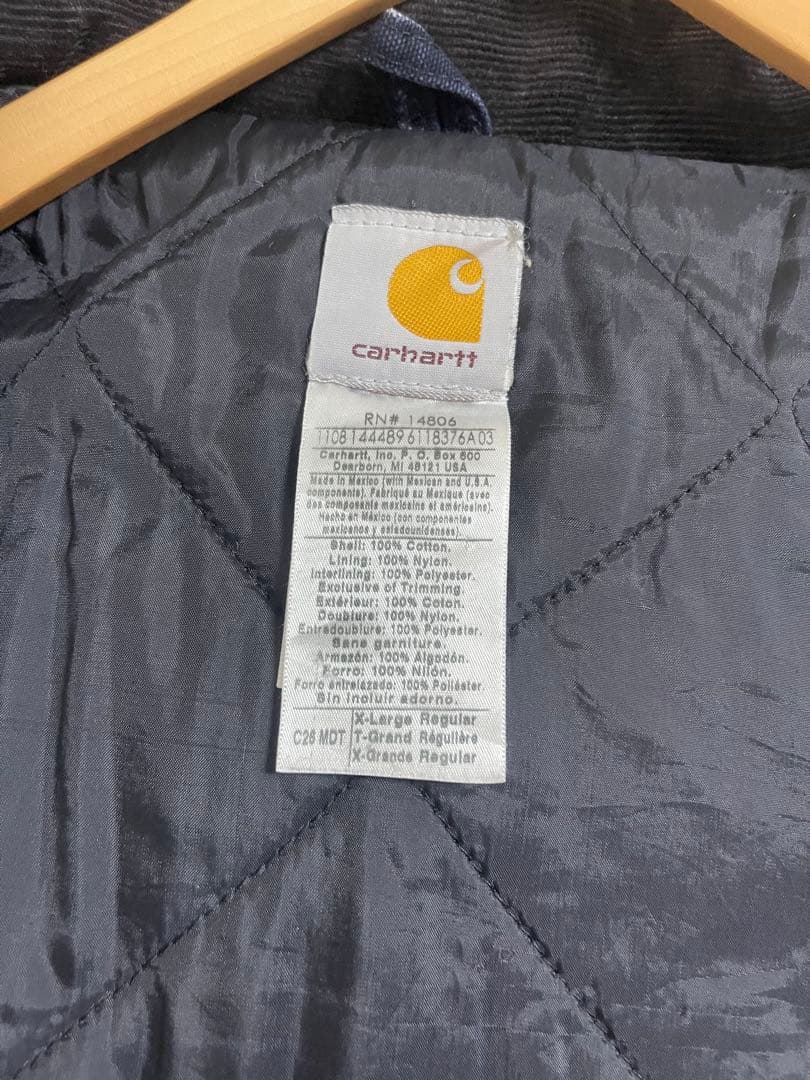 carhartt
RN# 14806
1108144489 6118376A03
Carhartt, Inc. P. O. Box 600
Dearborn, MI 48121 USA
Made in Mexico (with Mexican and U.S.A.
components). Fabriqué au Mexique (avec
des composants mexicains et américains).
Hecho en México (con componentes
mexicanos y estadounidenses).
Shell: 100% Cotton.
Lining: 100% Nylon.
Interlining: 100% Polyester.
Exclusive of Trimming.
Extérieur: 100% Coton.
Doublure: 100% Nylon.
Entredoublure: 100% Polyester.
Sans garniture.
Armazón: 100% Algodón.
Forro: 100% Nilón.
Forro entrelazado: 100% Poliéster.
Sin incluir adorno.
X-Large Regular
C26 MDT T-Grand Régulière
X-Grande Regular